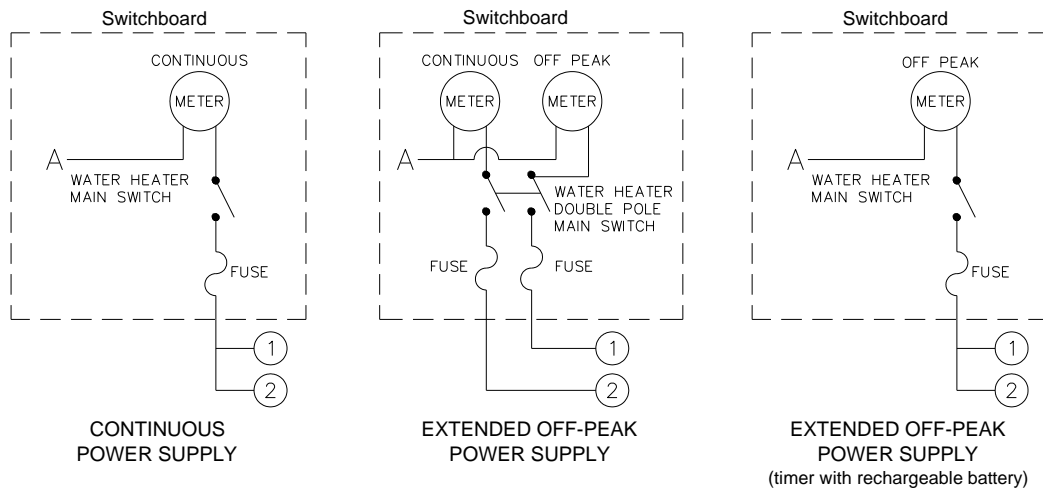 Switchboard
CONTINUOUS
METER
A
WATER HEATER
MAIN SWITCH
FUSE
1
2
CONTINUOUS
POWER SUPPLY
Switchboard
CONTINUOUS OFF PEAK
METER METER
A
WATER HEATER
DOUBLE POLE
MAIN SWITCH
FUSE FUSE
1
2
EXTENDED OFF-PEAK
POWER SUPPLY
Switchboard
OFF PEAK
METER
A
WATER HEATER
MAIN SWITCH
FUSE
1
2
EXTENDED OFF-PEAK
POWER SUPPLY
(timer with rechargeable battery)